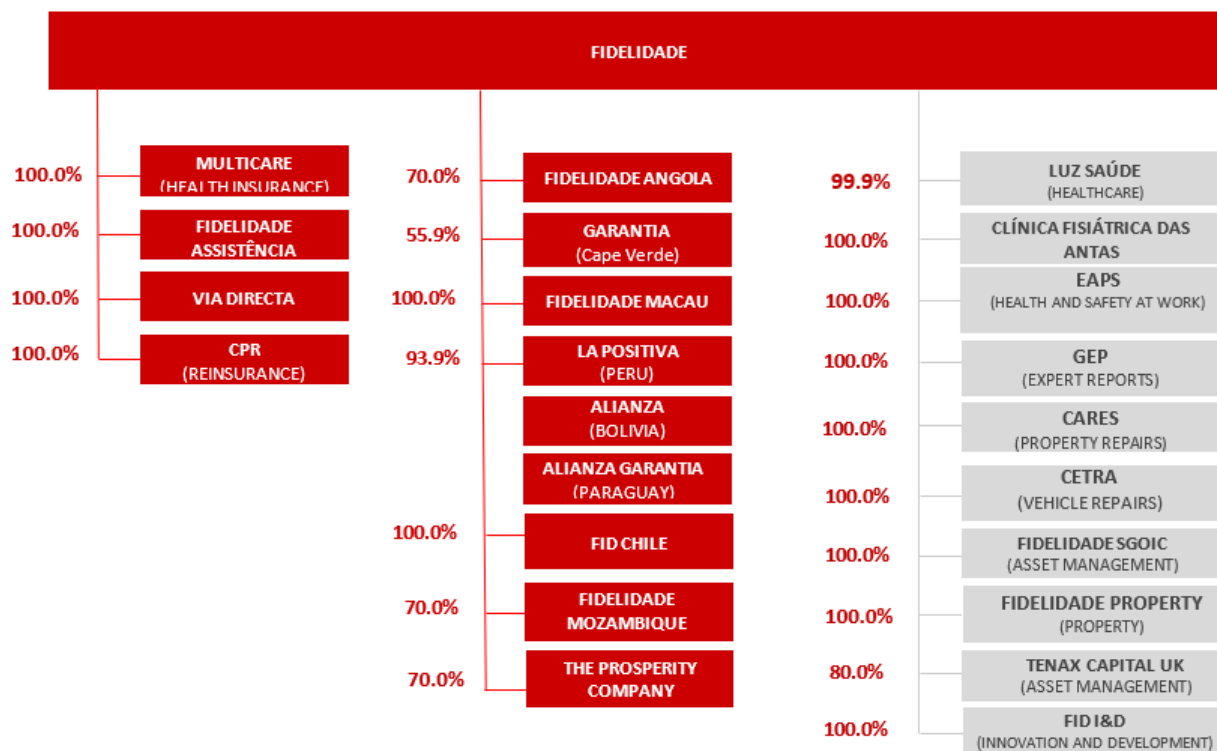 FIDELIDADE
100.0%
MULTICARE
(HEALTH INSURANCE)
100.0%
FIDELIDADE
ASSISTÊNCIA
100.0%
VIA DIRECTA
100.0%
CPR
(REINSURANCE)
70.0%
FIDELIDADE ANGOLA
55.9%
GARANTIA
(Cape Verde)
100.0%
FIDELIDADE MACAU
93.9%
LA POSITIVA
(PERU)
ALIANZA
(BOLIVIA)
ALIANZA GARANTIA
(PARAGUAY)
100.0%
FID CHILE
70.0%
FIDELIDADE
MOZAMBIQUE
70.0%
THE PROSPERITY
COMPANY
99.9%
LUZ SAÚDE
(HEALTHCARE)
100.0%
CLÍNICA FISIÁTRICA DAS
ANTAS
100.0%
EAPS
(HEALTH AND SAFETY AT WORK)
100.0%
GEP
(EXPERT REPORTS)
100.0%
CARES
(PROPERTY REPAIRS)
100.0%
CETRA
(VEHICLE REPAIRS)
100.0%
FIDELIDADE SGOIC
(ASSET MANAGEMENT)
100.0%
FIDELIDADE PROPERTY
(PROPERTY)
80.0%
TENAX CAPITAL UK
(ASSET MANAGEMENT)
100.0%
FID I&D
(INNOVATION AND DEVELOPMENT)